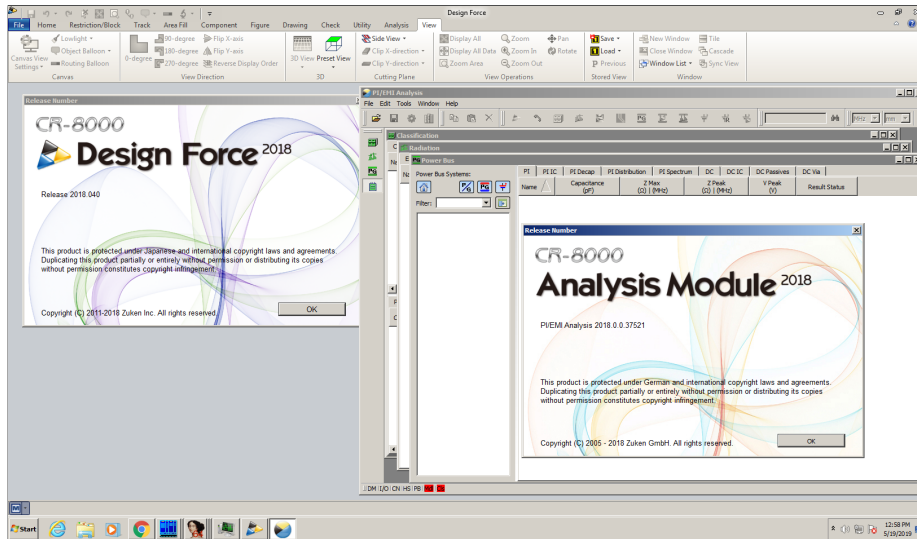 Design Force
File Home Restriction/Block Track Area Fill Component Figure Drawing Check Utility Analysis View
Lowlight
Object Balloon
Routing Balloon
Canvas View Settings
Canvas
0-degree
90-degree
180-degree
270-degree
Flip X-axis
Flip Y-axis
Reverse Display Order
View Direction
3D View
Preset View
3D
Side View
Clip X-direction
Clip Y-direction
Cutting Plane
Display All
Display All Data
Zoom Area
Zoom
Zoom In
Zoom Out
Pan
Rotate
View Operations
Save
Load
Previous
Stored View
New Window
Close Window
Window List
Tile
Cascade
Sync View
Window
Release Number
CR-8000
Design Force 2018
Release 2018.040
This product is protected under Japanese and international copyright laws and agreements.
Duplicating this product partially or entirely without permission or distributing its copies
without permission constitutes copyright infringement.
Copyright (C) 2011-2018 Zuken Inc. All rights reserved.
OK
PI/EMI Analysis
File Edit Tools Window Help
MHz mm
Classification
Radiation
Power Bus
Power Bus Systems:
Filter:
PI PI IC PI Decap PI Distribution PI Spectrum DC DC IC DC Passives DC Via
Name
Capacitance (pF)
Z Max (Ω) | (MHz)
Z Peak (Ω) | (MHz)
V Peak (V)
Result Status
Release Number
CR-8000
Analysis Module 2018
PI/EMI Analysis 2018.0.0.37521
This product is protected under German and international copyright laws and agreements.
Duplicating this product partially or entirely without permission or distributing its copies
without permission constitutes copyright infringement.
Copyright (C) 2005 - 2018 Zuken GmbH. All rights reserved.
OK
DM I/O CN HS PB
Start
12:58 PM
5/19/2019